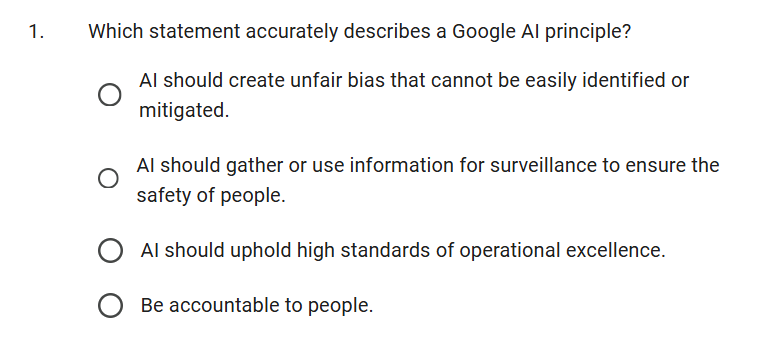 1. Which statement accurately describes a Google AI principle?
AI should create unfair bias that cannot be easily identified or
mitigated.
AI should gather or use information for surveillance to ensure the
safety of people.
AI should uphold high standards of operational excellence.
Be accountable to people.